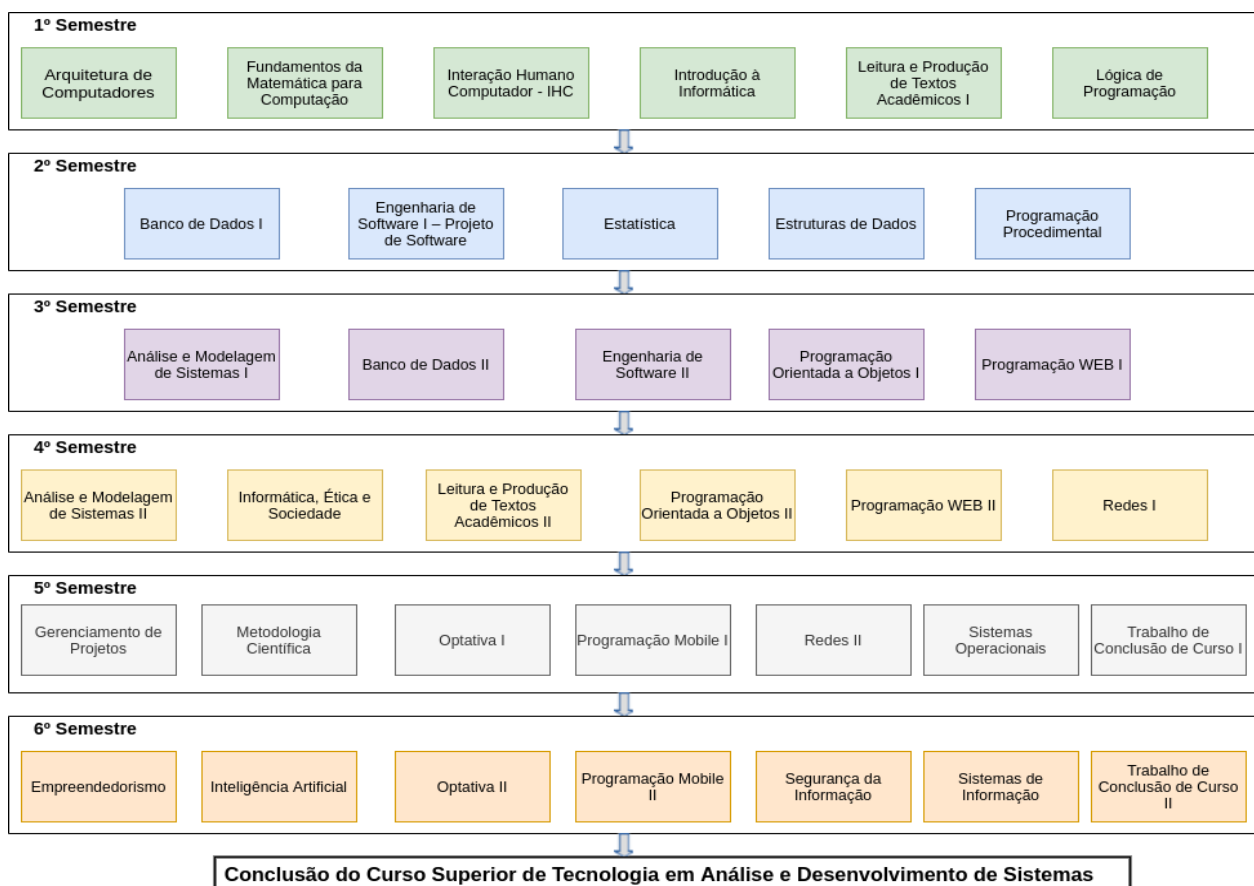 1º Semestre
Arquitetura de
Computadores
Fundamentos da
Matemática para
Computação
Interação Humano
Computador - IHC
Introdução à
Informática
Leitura e Produção
de Textos
Acadêmicos I
Lógica de
Programação
2º Semestre
Banco de Dados I
Engenharia de
Software I – Projeto
de Software
Estatística
Estruturas de Dados
Programação
Procedimental
3º Semestre
Análise e Modelagem
de Sistemas I
Banco de Dados II
Engenharia de
Software II
Programação
Orientada a Objetos I
Programação WEB I
4º Semestre
Análise e Modelagem
de Sistemas II
Informática, Ética e
Sociedade
Leitura e Produção
de Textos
Acadêmicos II
Programação
Orientada a Objetos II
Programação WEB II
Redes I
5º Semestre
Gerenciamento de
Projetos
Metodologia
Científica
Optativa I
Programação Mobile I
Redes II
Sistemas
Operacionais
Trabalho de
Conclusão de Curso I
6º Semestre
Empreendedorismo
Inteligência Artificial
Optativa II
Programação Mobile
II
Segurança da
Informação
Sistemas de
Informação
Trabalho de
Conclusão de Curso
II
Conclusão do Curso Superior de Tecnologia em Análise e Desenvolvimento de Sistemas